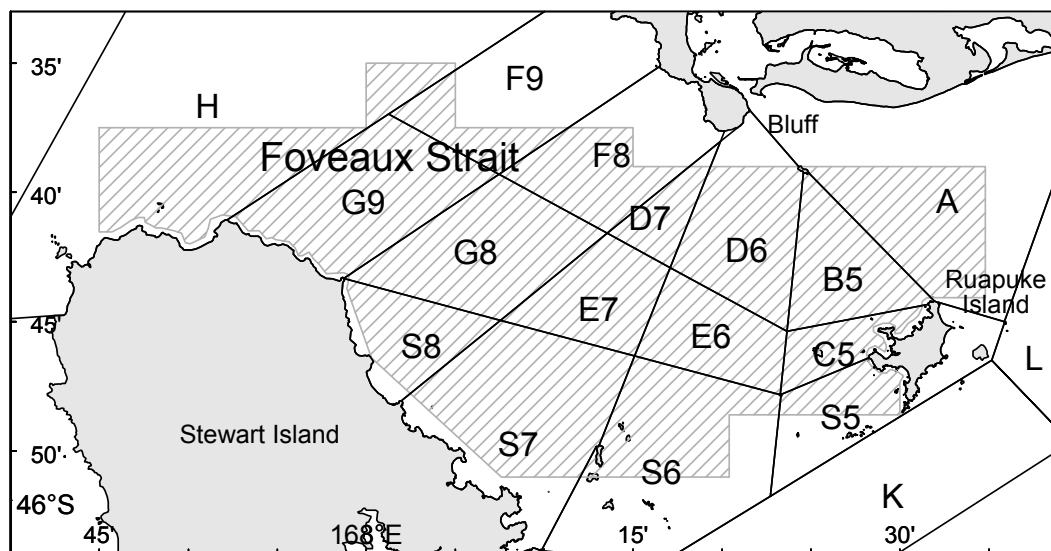 35'
F9
H
Bluff
F8
Foveaux Strait
40'
G9
A
D7
D6
G8
B5
Ruapuke
Island
E7
45'
E6
S8
C5
L
S5
Stewart Island
S7
50'
S6
K
46°S
45'
168°E
15'
30'